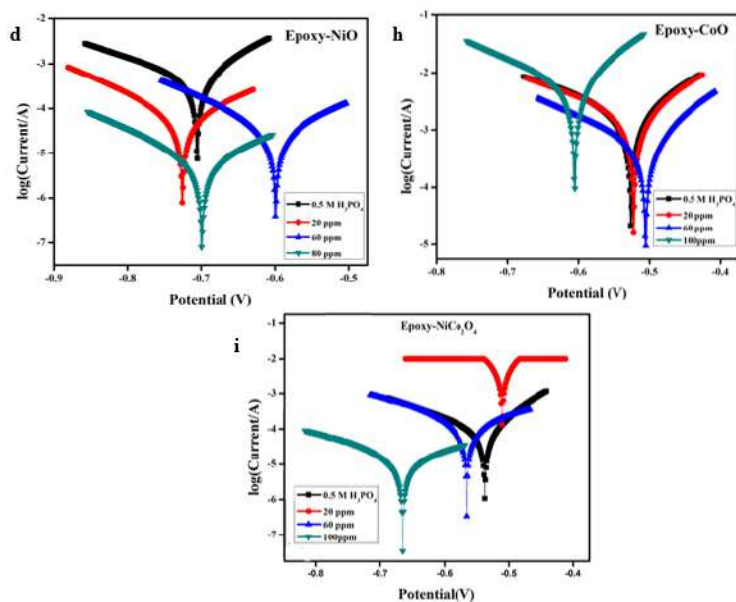 d
Epoxy-NiO
-2
-3
-4
-5
-6
-7
log(Current/A)
0.5 M H₃PO₄
20 ppm
60 ppm
80 ppm
-0.9 -0.8 -0.7 -0.6 -0.5
Potential (V)
h
Epoxy-CoO
-1
-2
-3
-4
-5
log(Current/A)
0.5 M H₃PO₄
20 ppm
60 ppm
100ppm
-0.8 -0.7 -0.6 -0.5 -0.4
Potential (V)
i
Epoxy-NiCo₂O₄
-1
-2
-3
-4
-5
-6
-7
log(Current/A)
0.5 M H₃PO₄
20 ppm
60 ppm
100ppm
-0.8 -0.7 -0.6 -0.5 -0.4
Potential(V)